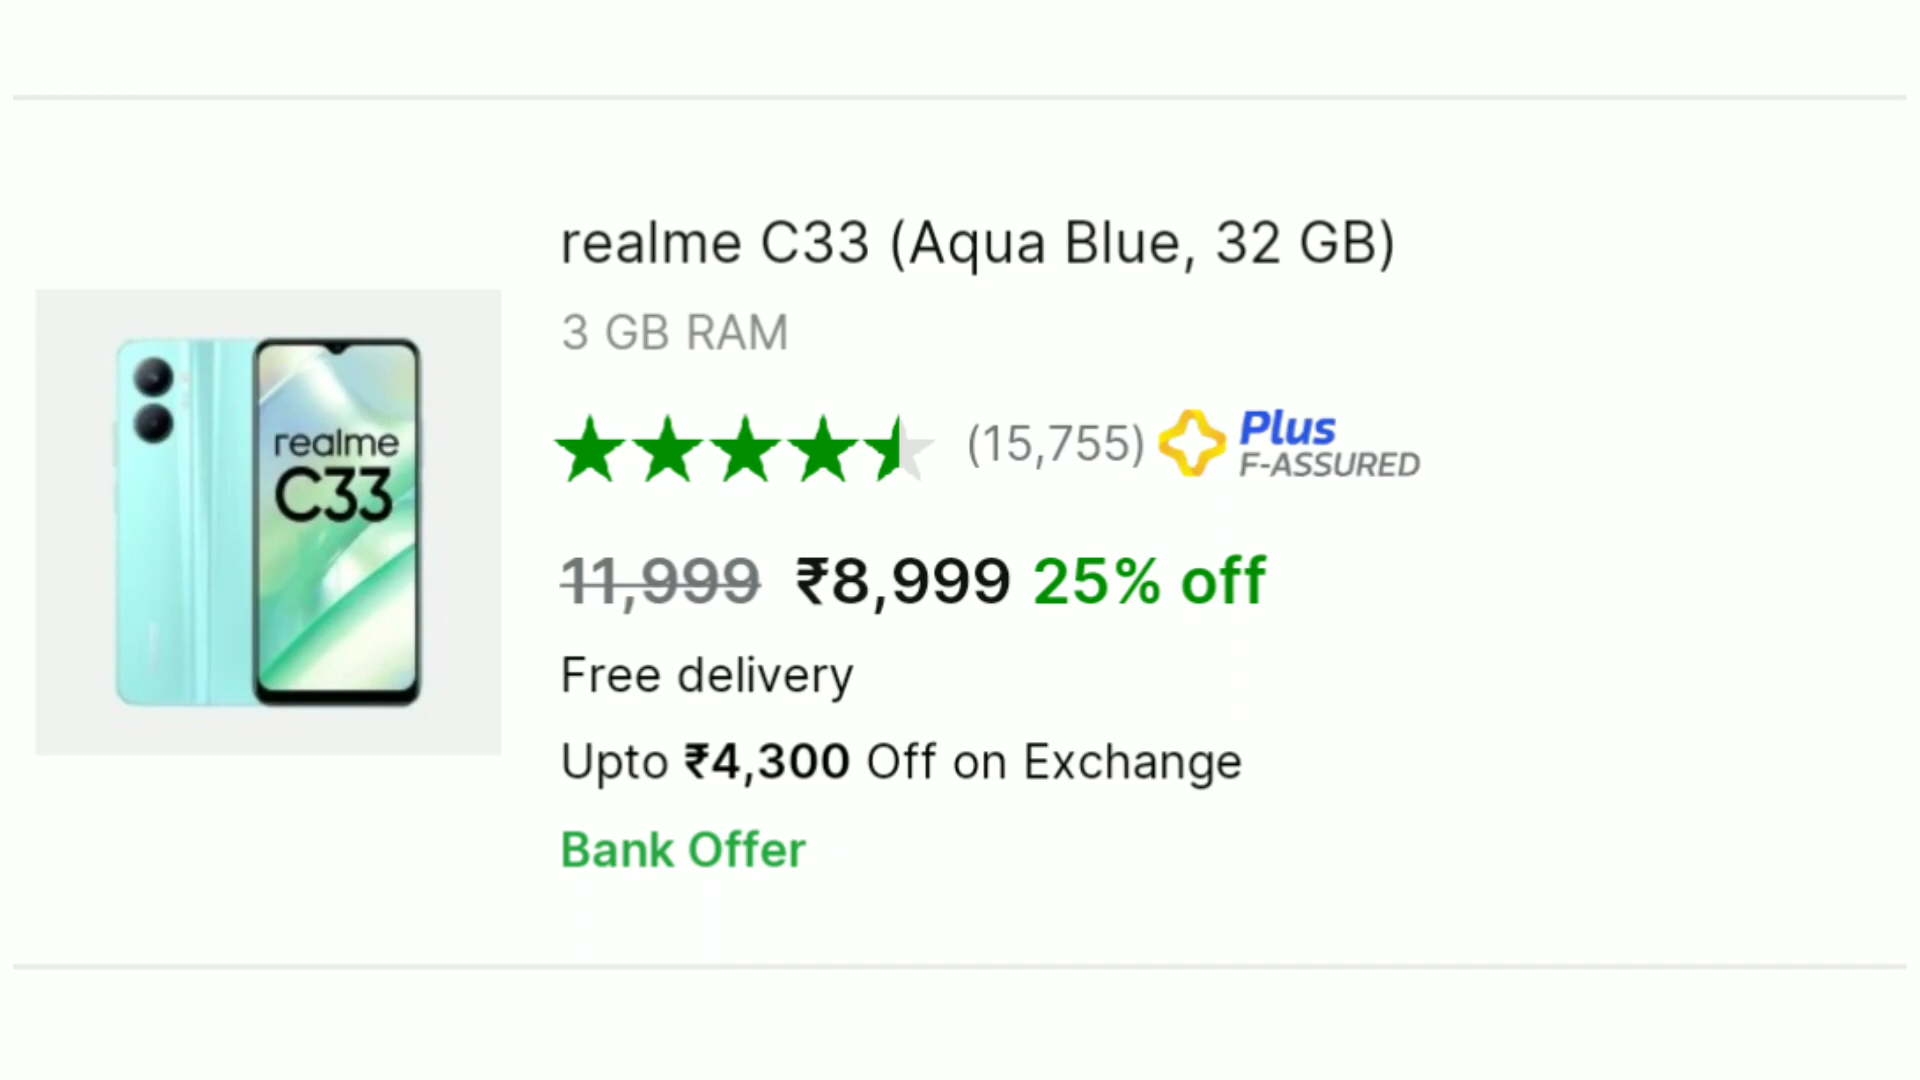 realme C33 (Aqua Blue, 32 GB)
3 GB RAM
realme
C33
(15,755) Plus
F-ASSURED
11,999 ₹8,999 25% off
Free delivery
Upto ₹4,300 Off on Exchange
Bank Offer